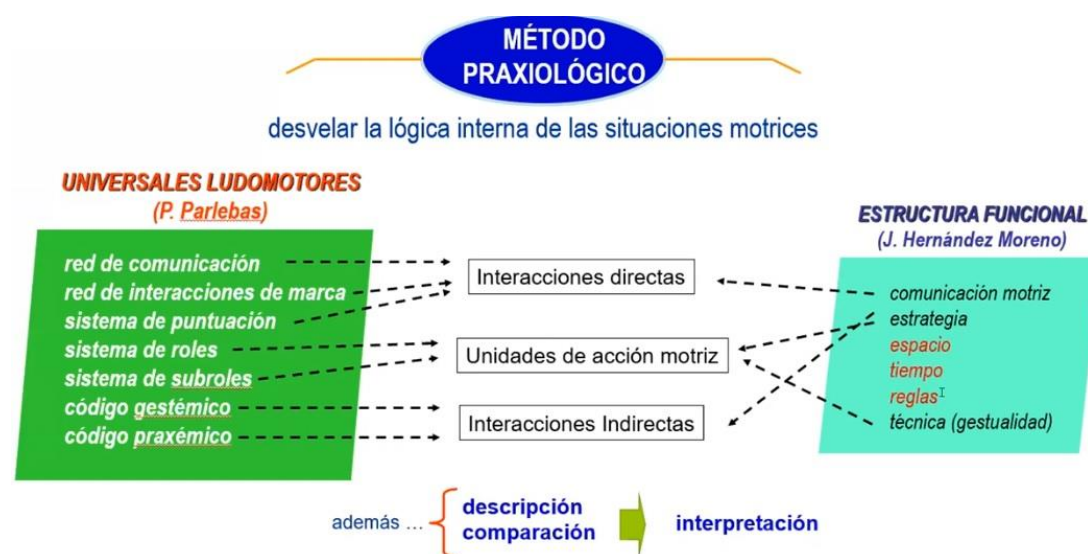 MÉTODO
PRAXIOLÓGICO
desvelar la lógica interna de las situaciones motrices
UNIVERSALES LUDOMOTORES
(P. Parlebas)
red de comunicación
red de interacciones de marca
sistema de puntuación
sistema de roles
sistema de subroles
código gestémico
código praxémico
Interacciones directas
Unidades de acción motriz
Interacciones Indirectas
ESTRUCTURA FUNCIONAL
(J. Hernández Moreno)
comunicación motriz
estrategia
espacio
tiempo
reglas
técnica (gestualidad)
además ...
descripción
comparación
interpretación